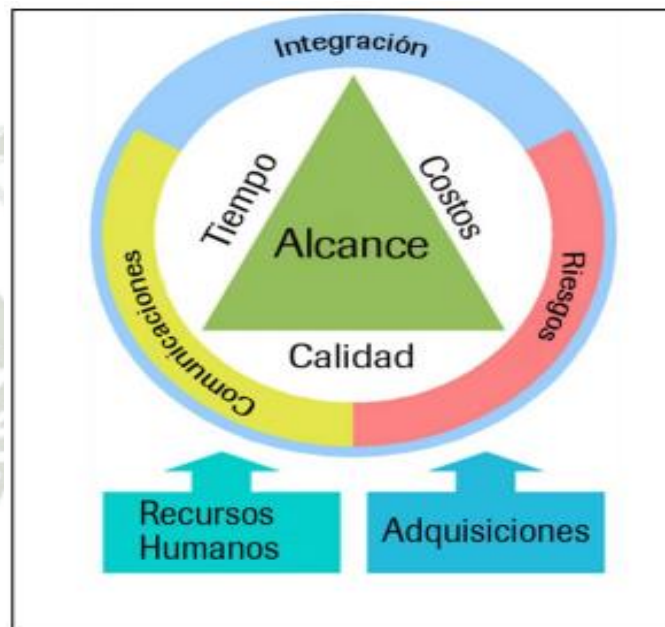 Integración
Tiempo
Costos
Alcance
Calidad
Comunicaciones
Riesgos
Recursos
Humanos
Adquisiciones